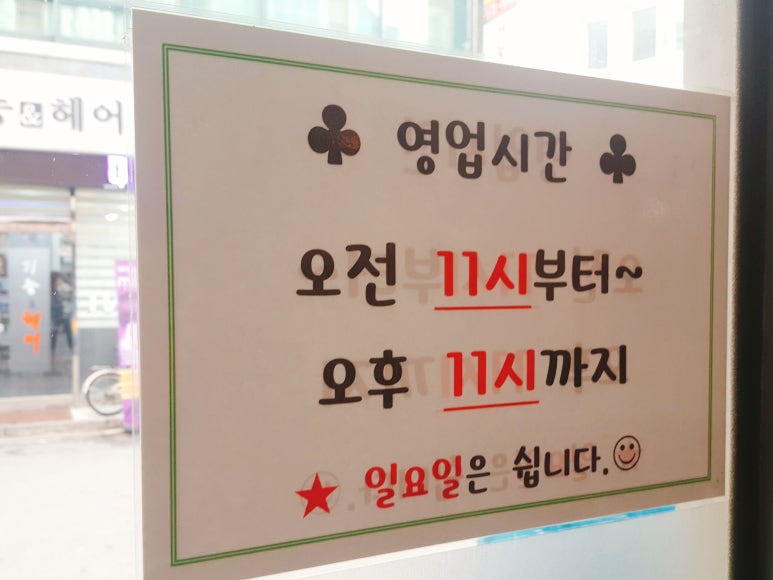 &헤어
♣ 영업시간 ♣
오전 11시부터~
오후 11시까지
★ 일요일은 쉽니다.☺